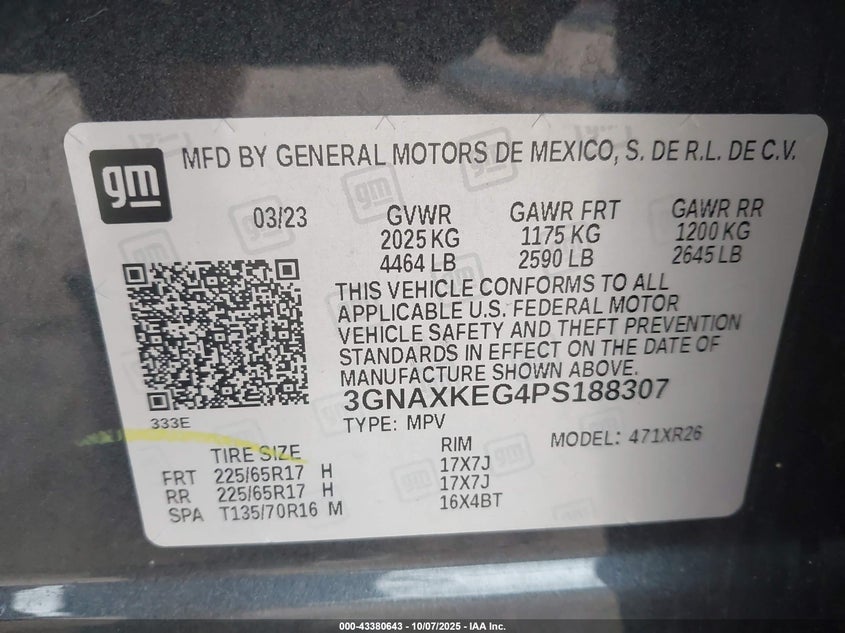 gm
MFD BY GENERAL MOTORS DE MEXICO, S. DE R.L. DE C.V.
03/23
GVWR GAWR FRT GAWR RR
2025 KG 1175 KG 1200 KG
4464 LB 2590 LB 2645 LB
THIS VEHICLE CONFORMS TO ALL
APPLICABLE U.S. FEDERAL MOTOR
VEHICLE SAFETY AND THEFT PREVENTION
STANDARDS IN EFFECT ON THE DATE OF
MANUFACTURE SHOWN ABOVE.
3GNAXKEG4PS188307
333E
TYPE: MPV
MODEL: 471XR26
TIRE SIZE RIM
FRT 225/65R17 H 17X7J
RR 225/65R17 H 17X7J
SPA T135/70R16 M 16X4BT
000-43380643 - 10/07/2025 - IAA Inc.